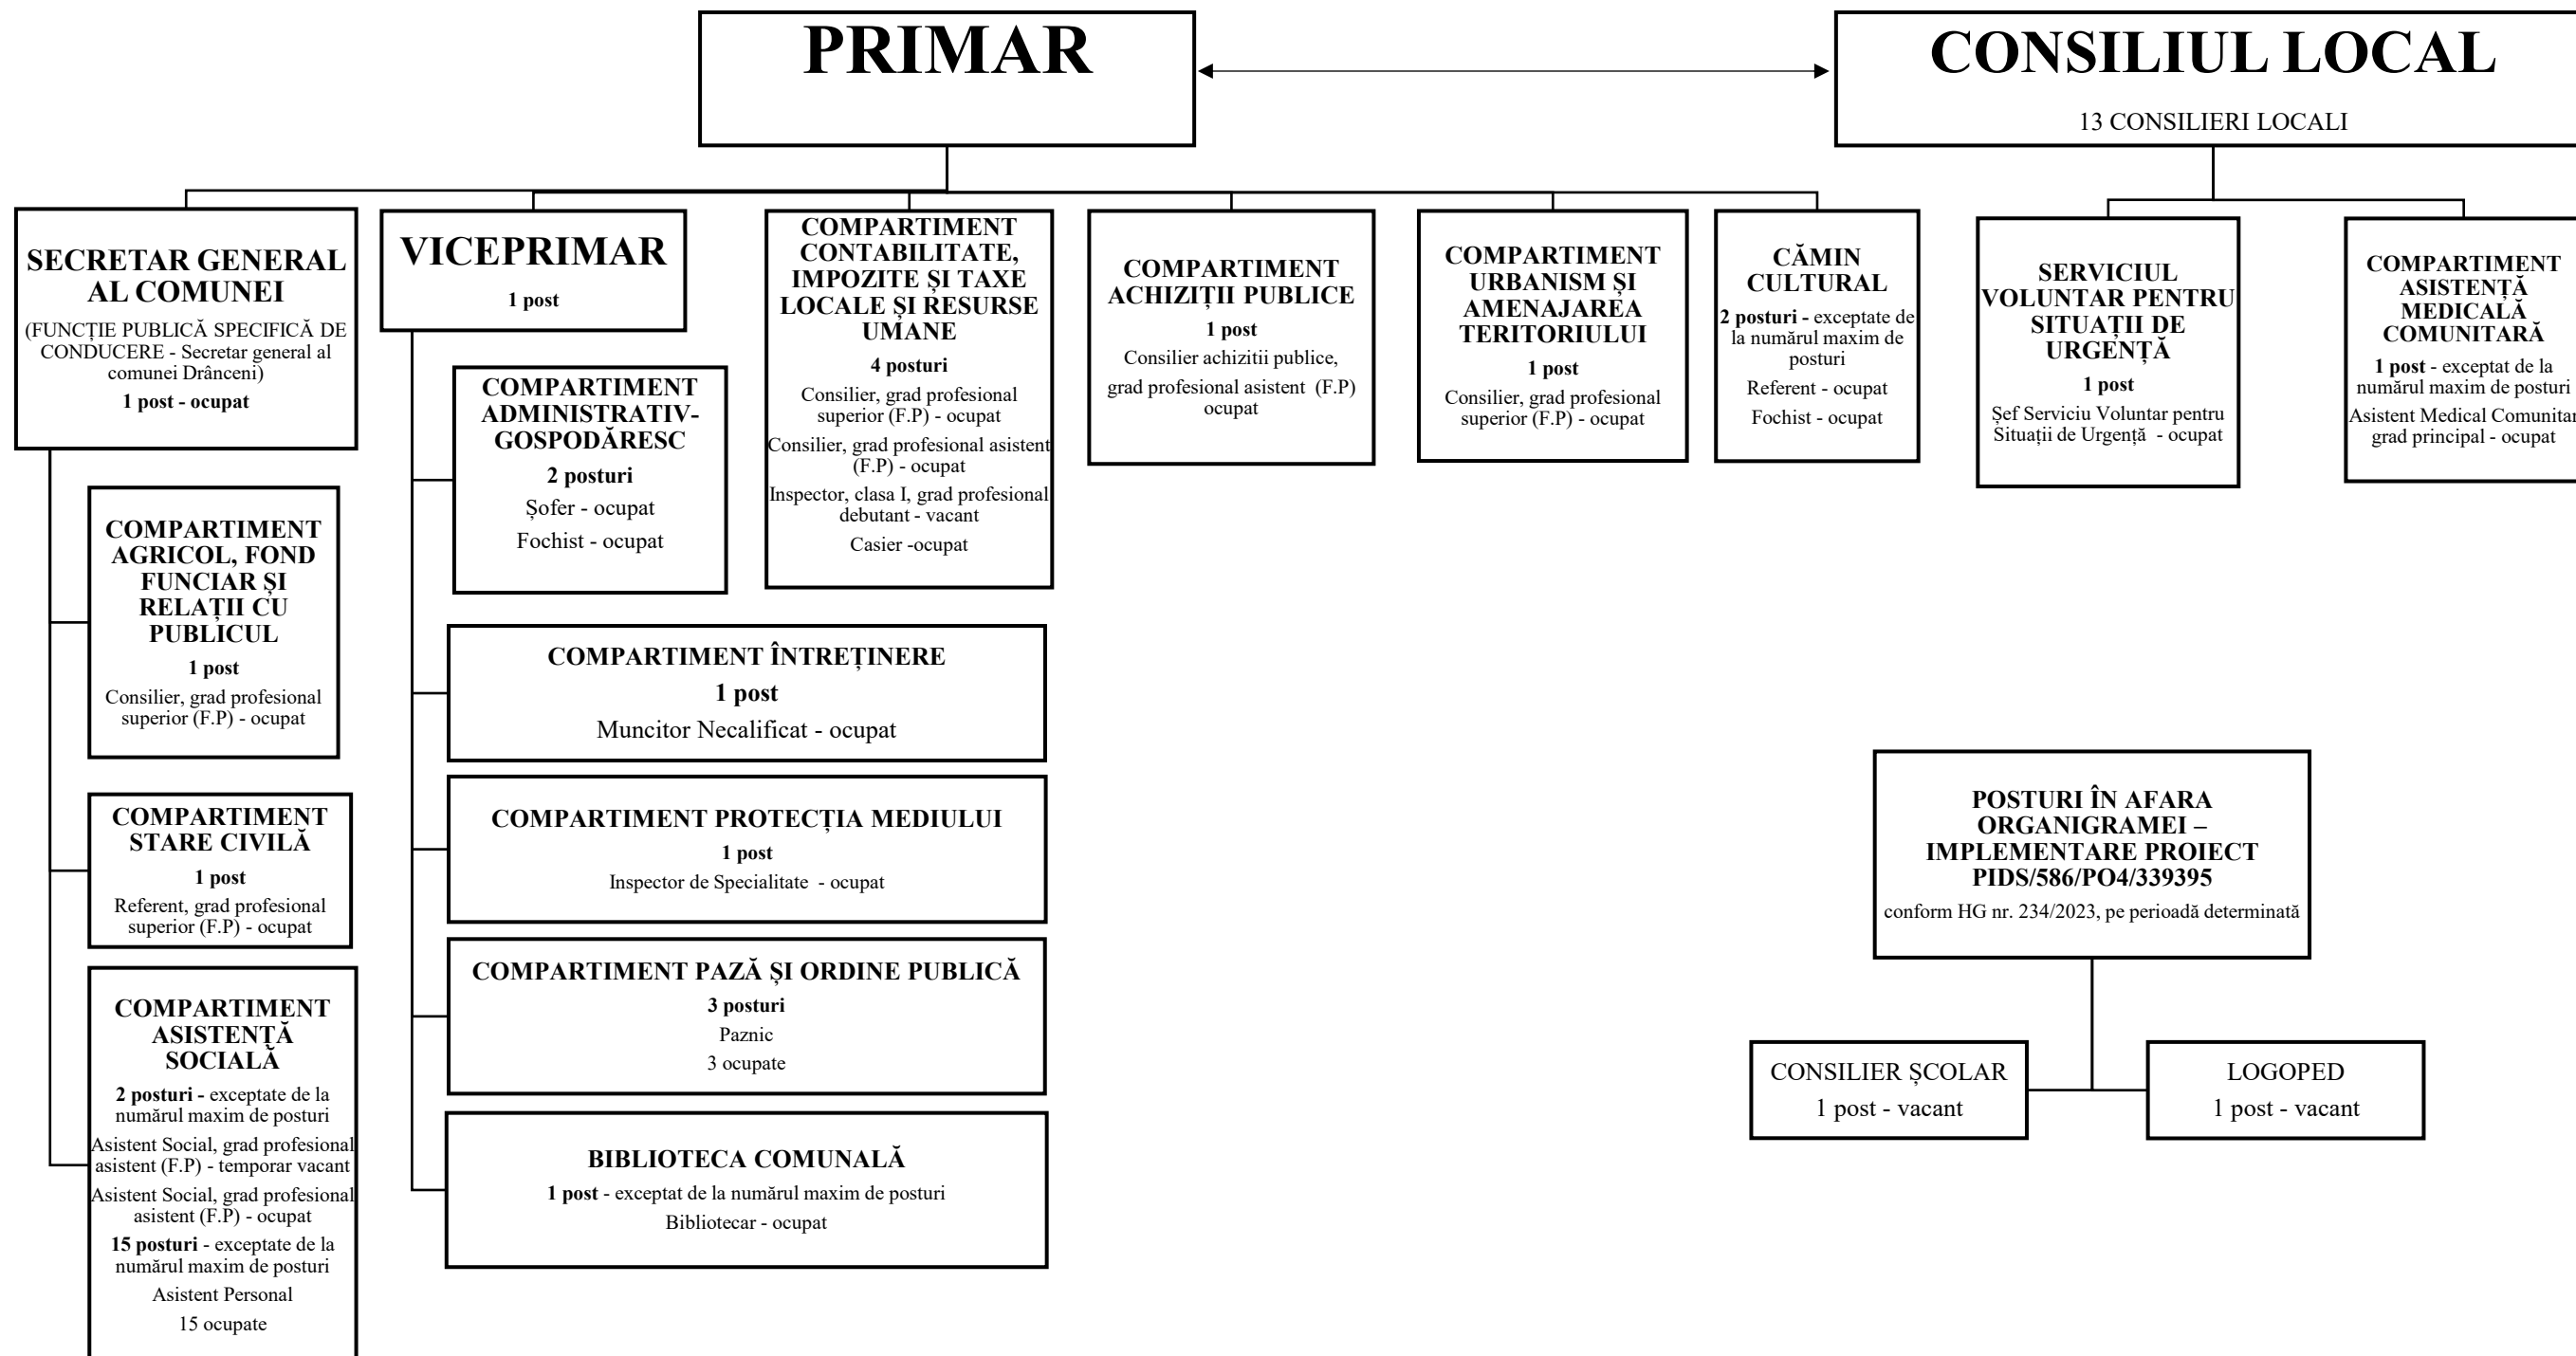 PRIMAR
CONSILIUL LOCAL
13 CONSILIERI LOCALI
SECRETAR GENERAL
AL COMUNEI
(FUNCȚIE PUBLICĂ SPECIFICĂ DE
CONDUCERE - Secretar general al
comunei Drânceni)
1 post - ocupat
VICEPRIMAR
1 post
COMPARTIMENT
CONTABILITATE,
IMPOZITE ȘI TAXE
LOCALE ȘI RESURSE
UMANE
4 posturi
Consilier, grad profesional
superior (F.P) - ocupat
Consilier, grad profesional asistent
(F.P) - ocupat
Inspector, clasa I, grad profesional
debutant - vacant
Casier -ocupat
COMPARTIMENT
ACHIZIȚII PUBLICE
1 post
Consilier achizitii publice,
grad profesional asistent (F.P)
ocupat
COMPARTIMENT
URBANISM ȘI
AMENAJAREA
TERITORIULUI
1 post
Consilier, grad profesional
superior (F.P) - ocupat
CĂMIN
CULTURAL
2 posturi - exceptate de
la numărul maxim de
posturi
Referent - ocupat
Fochist - ocupat
SERVICIUL
VOLUNTAR PENTRU
SITUAȚII DE
URGENȚĂ
1 post
Șef Serviciu Voluntar pentru
Situații de Urgență - ocupat
COMPARTIMENT
ASISTENȚĂ
MEDICALĂ
COMUNITARĂ
1 post - exceptat de la
numărul maxim de posturi
Asistent Medical Comunitar
grad principal - ocupat
COMPARTIMENT
ADMINISTRATIV-
GOSPODĂRESC
2 posturi
Șofer - ocupat
Fochist - ocupat
COMPARTIMENT
AGRICOL, FOND
FUNCIAR ȘI
RELAȚII CU
PUBLICUL
1 post
Consilier, grad profesional
superior (F.P) - ocupat
COMPARTIMENT ÎNTREȚINERE
1 post
Muncitor Necalificat - ocupat
COMPARTIMENT
STARE CIVILĂ
1 post
Referent, grad profesional
superior (F.P) - ocupat
COMPARTIMENT PROTECȚIA MEDIULUI
1 post
Inspector de Specialitate - ocupat
COMPARTIMENT PAZĂ ȘI ORDINE PUBLICĂ
3 posturi
Paznic
3 ocupate
COMPARTIMENT
ASISTENȚĂ
SOCIALĂ
2 posturi - exceptate de la
numărul maxim de posturi
Asistent Social, grad profesional
asistent (F.P) - temporar vacant
Asistent Social, grad profesional
asistent (F.P) - ocupat
15 posturi - exceptate de la
numărul maxim de posturi
Asistent Personal
15 ocupate
BIBLIOTECA COMUNALĂ
1 post - exceptat de la numărul maxim de posturi
Bibliotecar - ocupat
POSTURI ÎN AFARA
ORGANIGRAMEI –
IMPLEMENTARE PROIECT
PIDS/586/PO4/339395
conform HG nr. 234/2023, pe perioadă determinată
CONSILIER ȘCOLAR
1 post - vacant
LOGOPED
1 post - vacant